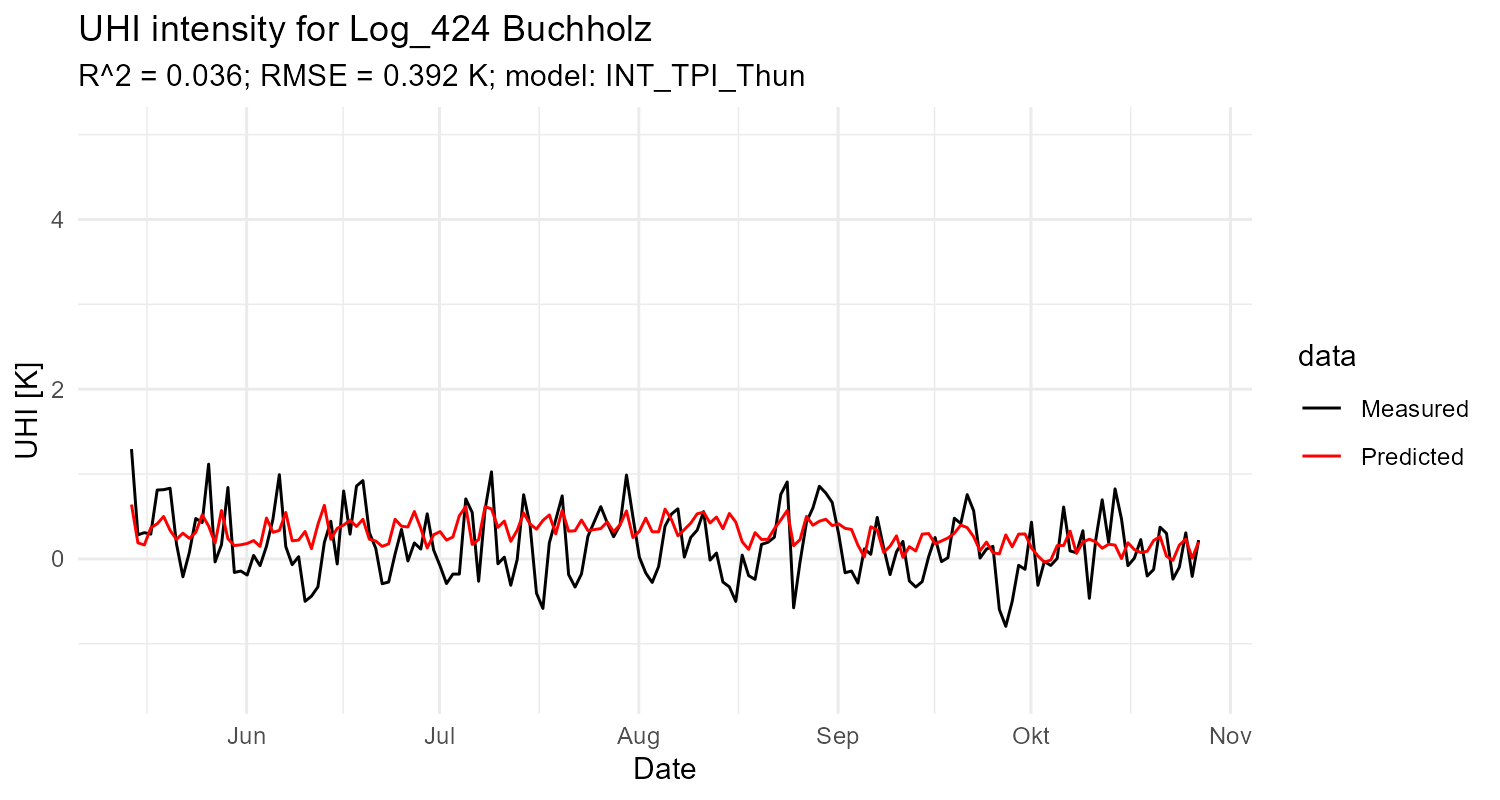 UHI intensity for Log_424 Buchholz
R^2 = 0.036; RMSE = 0.392 K; model: INT_TPI_Thun
UHI [K]
4
2
0
Jun Jul Aug Sep Okt Nov
Date
data
Measured
Predicted